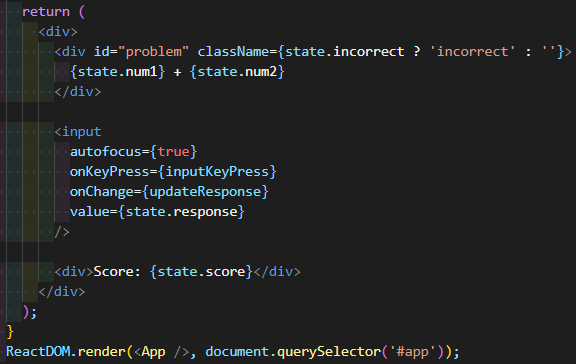 return (
<div>
<div id="problem" className={state.incorrect ? 'incorrect' : ''}>
{state.num1} + {state.num2}
</div>
<input
autofocus={true}
onKeyPress={inputKeyPress}
onChange={updateResponse}
value={state.response}
/>
<div>Score: {state.score}</div>
</div>
);
}
ReactDOM.render(<App />, document.querySelector('#app'));